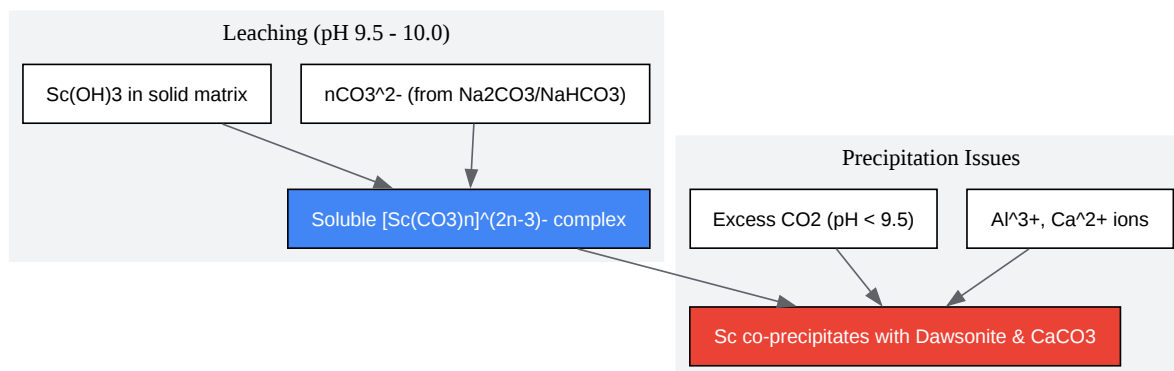 Leaching (pH 9.5 - 10.0)
Sc(OH)3 in solid matrix
nCO3^2- (from Na2CO3/NaHCO3)
Soluble [Sc(CO3)n]^(2n-3)- complex
Precipitation Issues
Excess CO2 (pH < 9.5)
Al^3+, Ca^2+ ions
Sc co-precipitates with Dawsonite & CaCO3